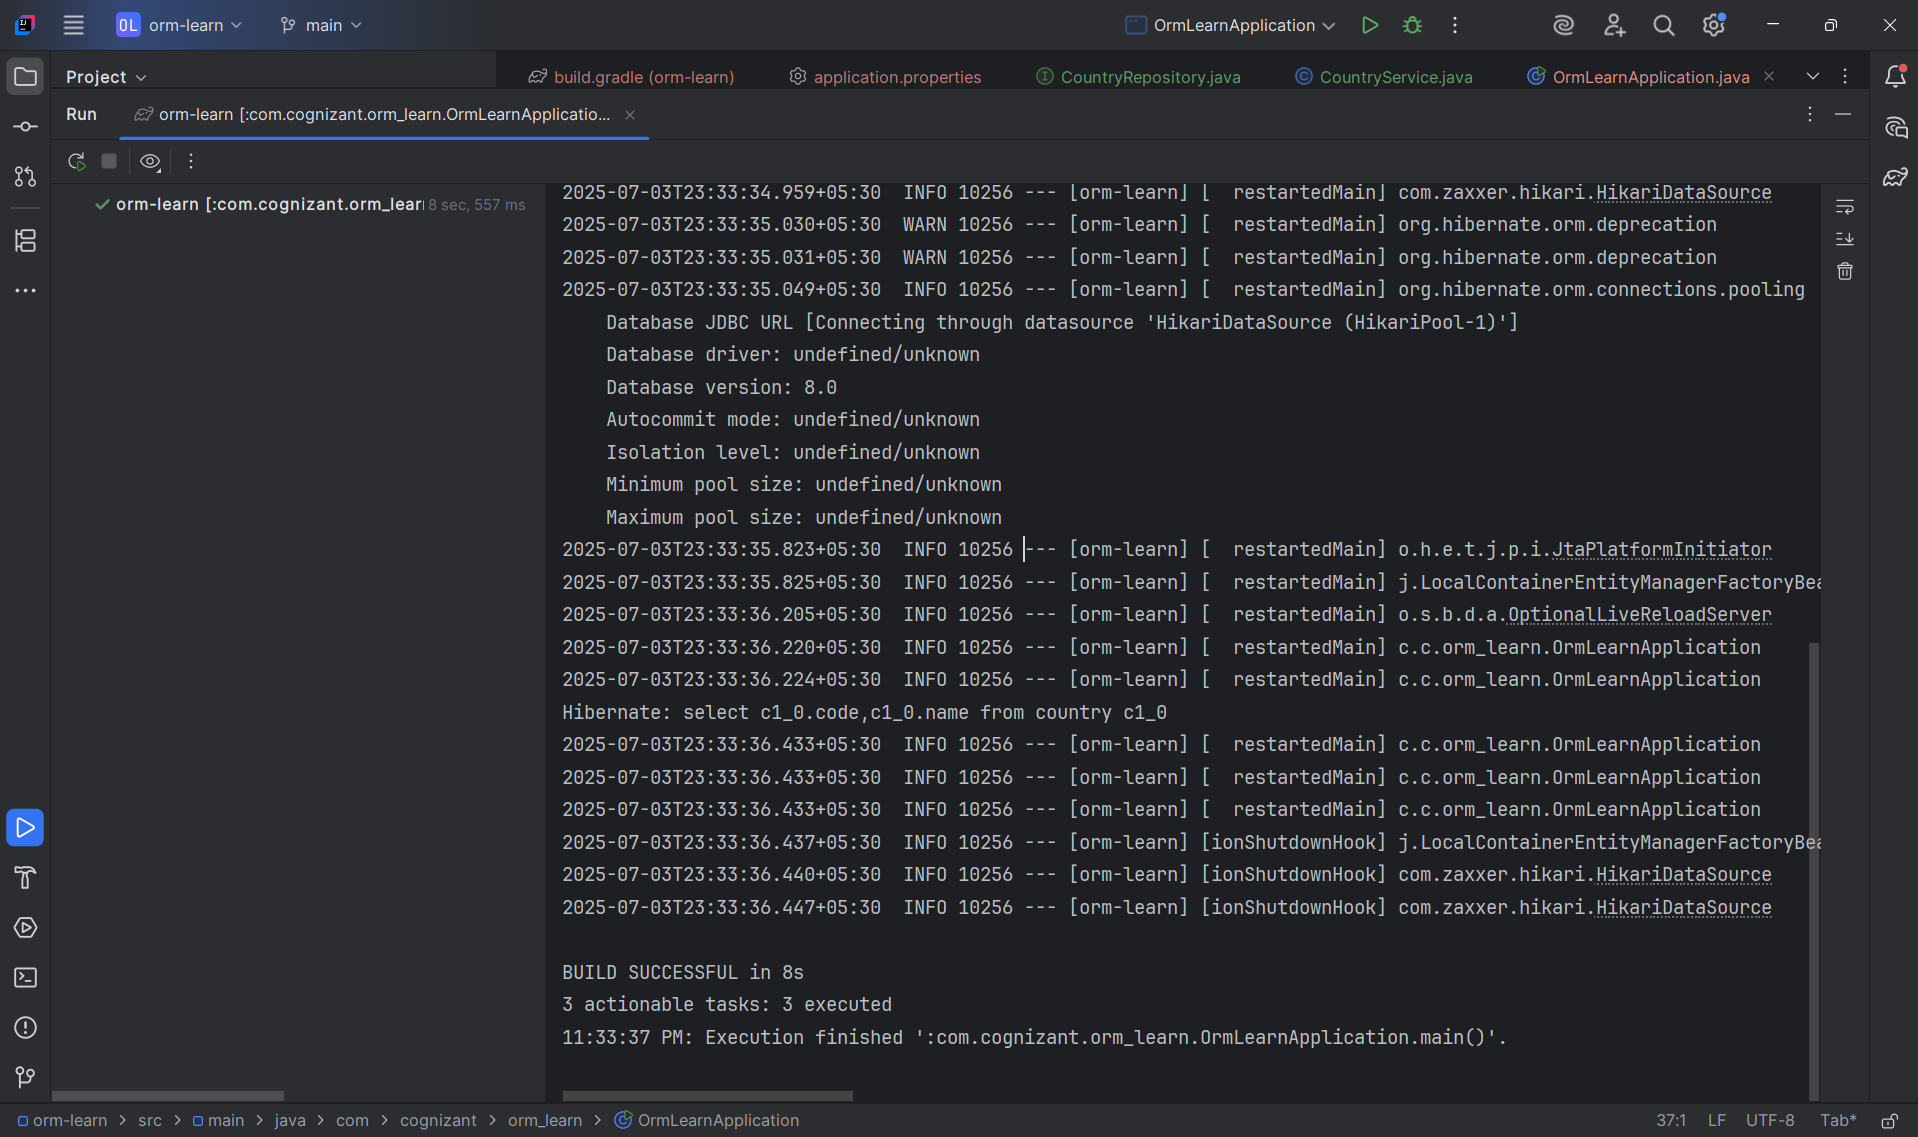 OL orm-learn main OrmLearnApplication
Project build.gradle (orm-learn) application.properties CountryRepository.java CountryService.java OrmLearnApplication.java
Run orm-learn [:com.cognizant.orm_learn.OrmLearnApplicatio...
orm-learn [:com.cognizant.orm_lear 8 sec, 557 ms
2025-07-03T23:33:34.959+05:30  INFO 10256 --- [orm-learn] [  restartedMain] com.zaxxer.hikari.HikariDataSource
2025-07-03T23:33:35.030+05:30  WARN 10256 --- [orm-learn] [  restartedMain] org.hibernate.orm.deprecation
2025-07-03T23:33:35.031+05:30  WARN 10256 --- [orm-learn] [  restartedMain] org.hibernate.orm.deprecation
2025-07-03T23:33:35.049+05:30  INFO 10256 --- [orm-learn] [  restartedMain] org.hibernate.orm.connections.pooling
Database JDBC URL [Connecting through datasource 'HikariDataSource (HikariPool-1)']
Database driver: undefined/unknown
Database version: 8.0
Autocommit mode: undefined/unknown
Isolation level: undefined/unknown
Minimum pool size: undefined/unknown
Maximum pool size: undefined/unknown
2025-07-03T23:33:35.823+05:30  INFO 10256 --- [orm-learn] [  restartedMain] o.h.e.t.j.p.i.JtaPlatformInitiator
2025-07-03T23:33:35.825+05:30  INFO 10256 --- [orm-learn] [  restartedMain] j.LocalContainerEntityManagerFactoryBea
2025-07-03T23:33:36.205+05:30  INFO 10256 --- [orm-learn] [  restartedMain] o.s.b.d.a.OptionalLiveReloadServer
2025-07-03T23:33:36.220+05:30  INFO 10256 --- [orm-learn] [  restartedMain] c.c.orm_learn.OrmLearnApplication
2025-07-03T23:33:36.224+05:30  INFO 10256 --- [orm-learn] [  restartedMain] c.c.orm_learn.OrmLearnApplication
Hibernate: select c1_0.code,c1_0.name from country c1_0
2025-07-03T23:33:36.433+05:30  INFO 10256 --- [orm-learn] [  restartedMain] c.c.orm_learn.OrmLearnApplication
2025-07-03T23:33:36.433+05:30  INFO 10256 --- [orm-learn] [  restartedMain] c.c.orm_learn.OrmLearnApplication
2025-07-03T23:33:36.433+05:30  INFO 10256 --- [orm-learn] [  restartedMain] c.c.orm_learn.OrmLearnApplication
2025-07-03T23:33:36.437+05:30  INFO 10256 --- [orm-learn] [ionShutdownHook] j.LocalContainerEntityManagerFactoryBea
2025-07-03T23:33:36.440+05:30  INFO 10256 --- [orm-learn] [ionShutdownHook] com.zaxxer.hikari.HikariDataSource
2025-07-03T23:33:36.447+05:30  INFO 10256 --- [orm-learn] [ionShutdownHook] com.zaxxer.hikari.HikariDataSource
BUILD SUCCESSFUL in 8s
3 actionable tasks: 3 executed
11:33:37 PM: Execution finished ':com.cognizant.orm_learn.OrmLearnApplication.main()'.
orm-learn > src > main > java > com > cognizant > orm_learn > OrmLearnApplication 37:1 LF UTF-8 Tab*